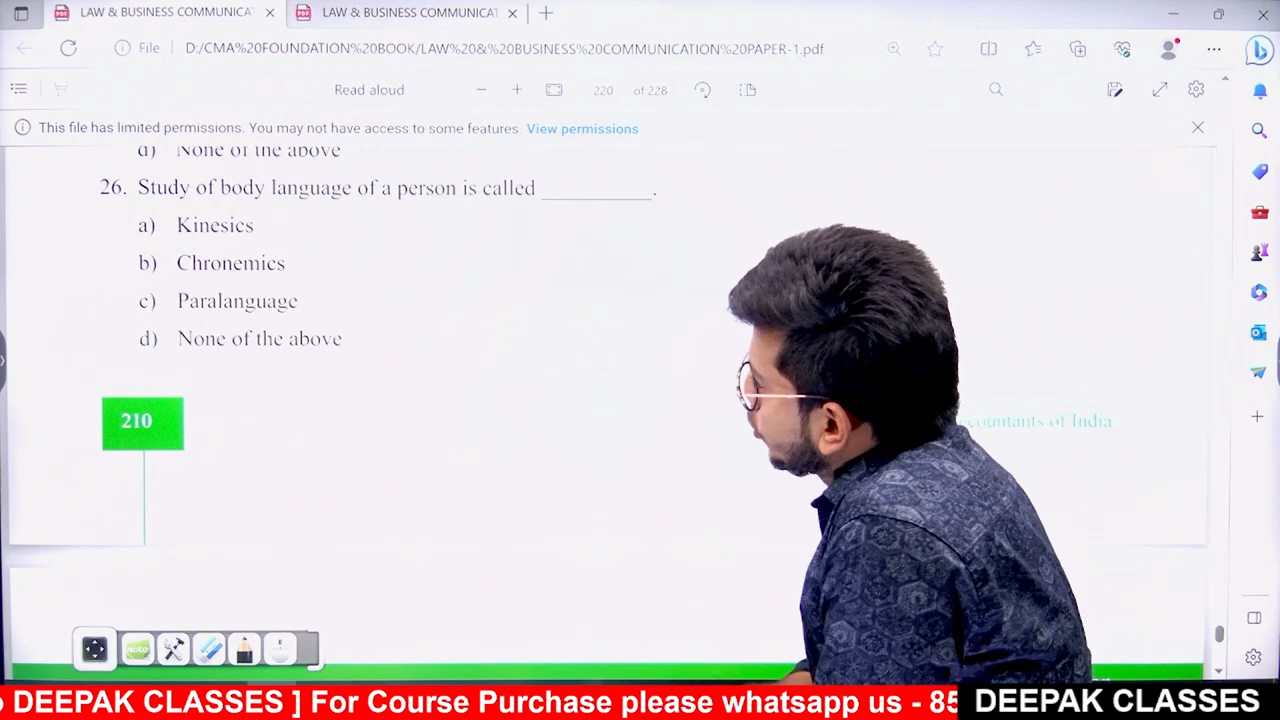 LAW & BUSINESS COMMUNICAT
LAW & BUSINESS COMMUNICAT
File
D:/CMA%20FOUNDATION%20BOOK/LAW%20&%20BUSINESS%20COMMUNICATION%20PAPER-1.pdf
Read aloud
220 of 228
This file has limited permissions. You may not have access to some features. View permissions
d) None of the above
26. Study of body language of a person is called __________.
a) Kinesics
b) Chronemics
c) Paralanguage
d) None of the above
210
countants of India
Note
DEEPAK CLASSES ] For Course Purchase please whatsapp us - 85
DEEPAK CLASSES